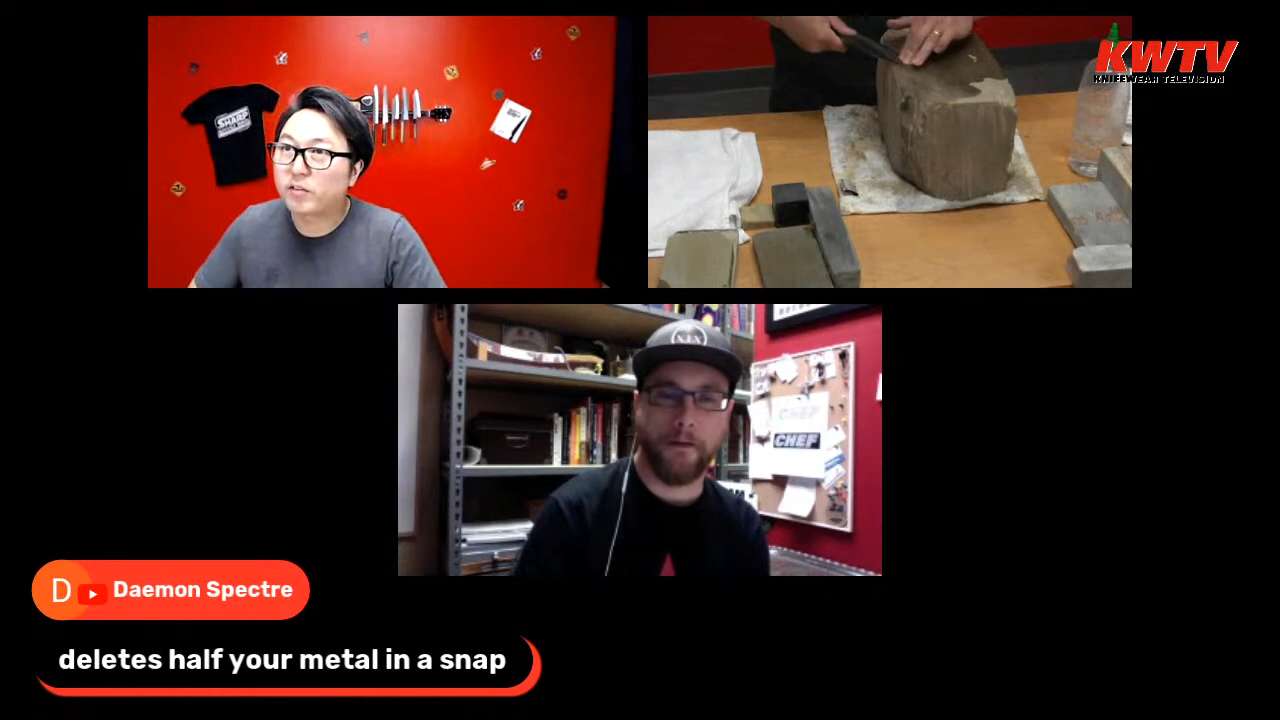 KWTV
KNIFEWEAR TELEVISION
SHARP
CHEF
CHEF
Daemon Spectre
deletes half your metal in a snap